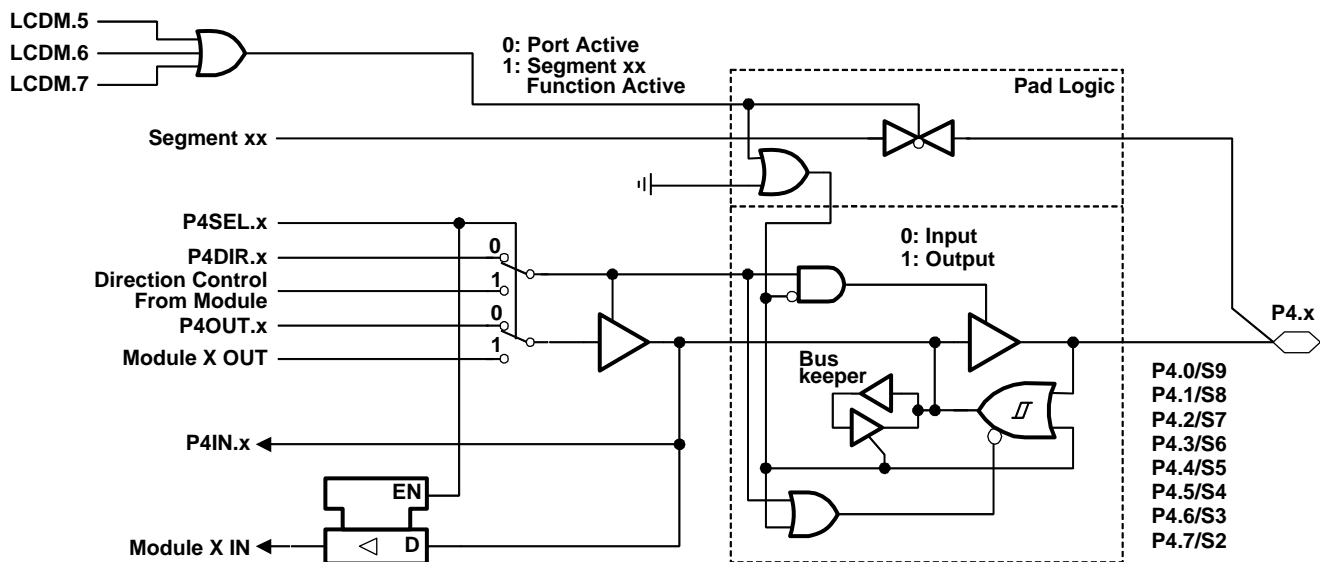 LCDM.5
LCDM.6
LCDM.7
0: Port Active
1: Segment xx
Function Active
Pad Logic
Segment xx
P4SEL.x
P4DIR.x
0
Direction Control
From Module
1
P4OUT.x
0
Module X OUT
1
0: Input
1: Output
P4.x
Bus
keeper
P4.0/S9
P4.1/S8
P4.2/S7
P4.3/S6
P4.4/S5
P4.5/S4
P4.6/S3
P4.7/S2
P4IN.x
EN
Module X IN
D